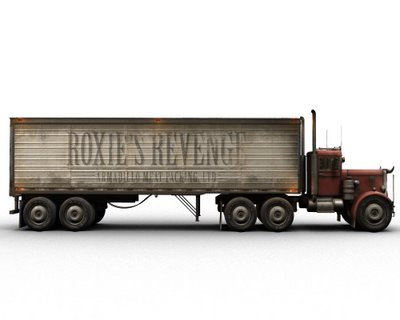 ROXIE'S REVENGE
ARMADILLO MEAT PACKING, LTD